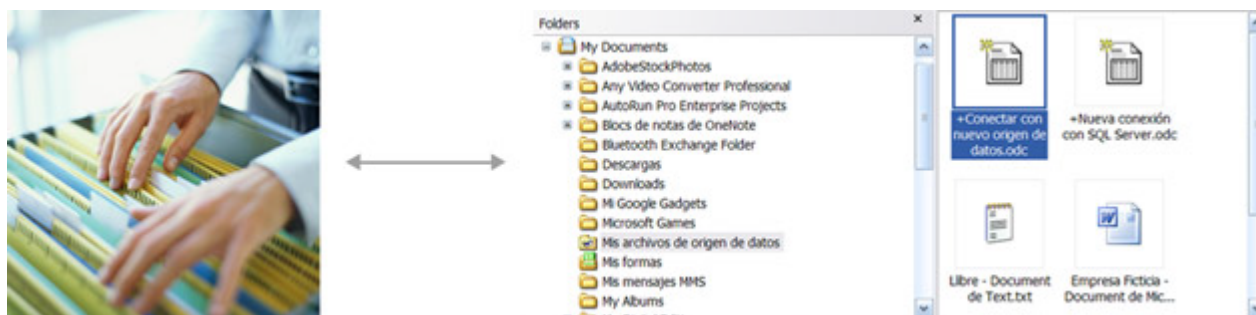 Folders
My Documents
AdobeStockPhotos
Any Video Converter Professional
AutoRun Pro Enterprise Projects
Blocs de notas de OneNote
Bluetooth Exchange Folder
Descargas
Downloads
Mi Google Gadgets
Microsoft Games
Mis archivos de origen de datos
Mis formas
Mis mensajes MMS
My Albums
+Conectar con
nuevo origen de
datos.odc
+Nueva conexión
con SQL Server.odc
Libre - Document
de Text.txt
Empresa Ficticia -
Document de Mic...